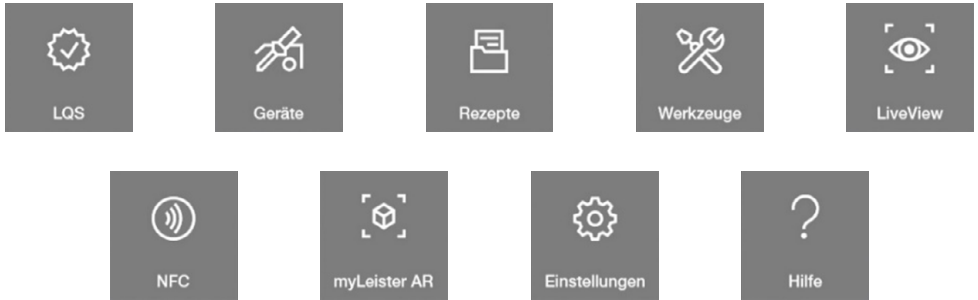 LQS
Geräte
Rezepte
Werkzeuge
LiveView
NFC
myLeister AR
Einstellungen
Hilfe